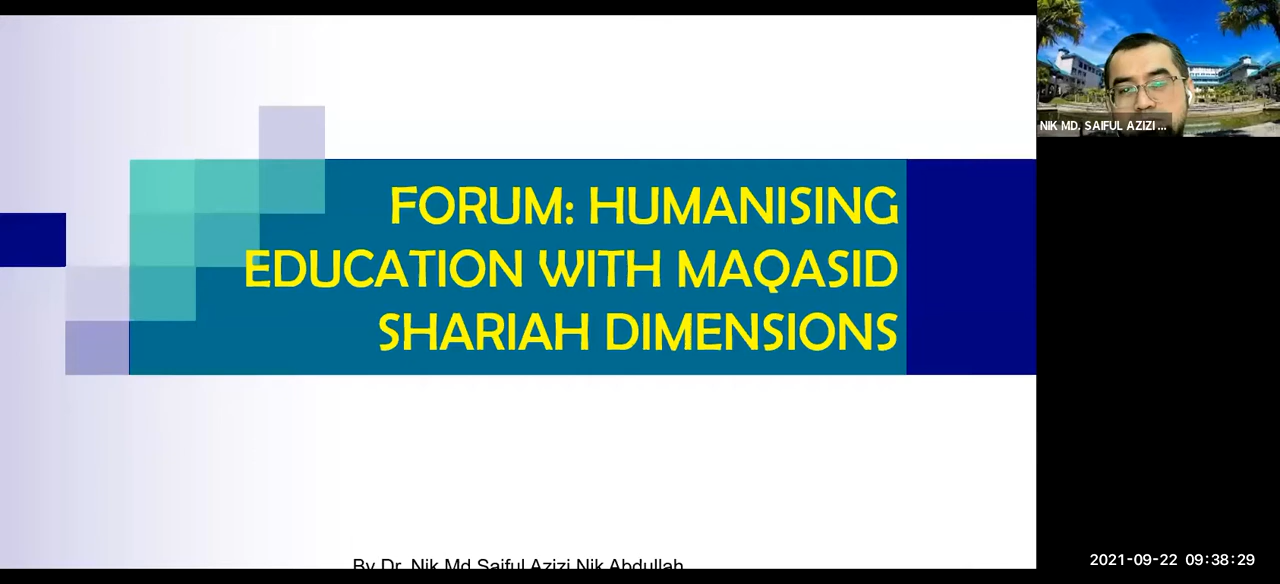 FORUM: HUMANISING
EDUCATION WITH MAQASID
SHARIAH DIMENSIONS
By Dr. Nik Md Saiful Azizi Nik Abdullah
NIK MD. SAIFUL AZIZI ...
2021-09-22 09:38:29